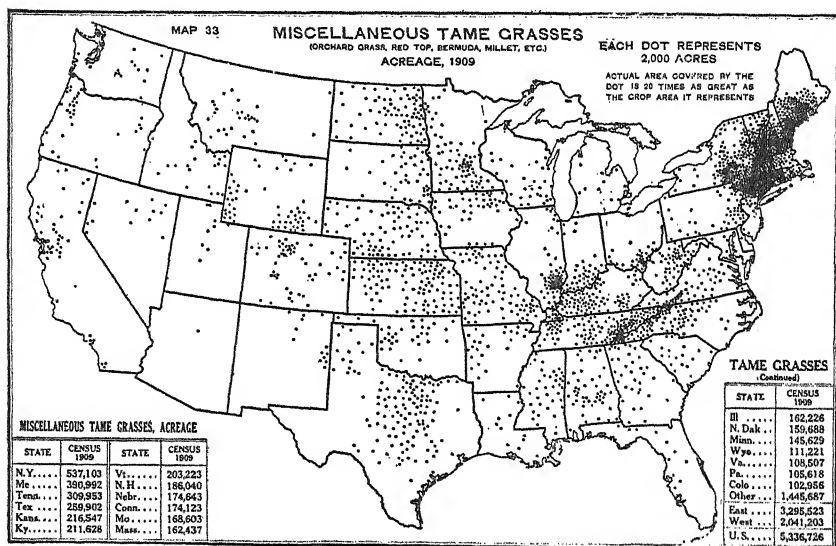 MAP 33
MISCELLANEOUS TAME GRASSES
(ORCHARD GRASS, RED TOP, BERMUDA, MILLET, ETC.)
ACREAGE, 1909
EACH DOT REPRESENTS
2,000 ACRES
ACTUAL AREA COVERED BY THE
DOT IS 20 TIMES AS GREAT AS
THE CROP AREA IT REPRESENTS
MISCELLANEOUS TAME GRASSES, ACREAGE
STATE CENSUS 1909 STATE CENSUS 1909
N.Y..... 537,103 Vt..... 203,223
Me..... 390,992 N.H.... 186,040
Tenn.... 309,953 Nebr... 174,643
Tex..... 259,902 Conn... 174,123
Kans.... 216,547 Mo..... 168,603
Ky...... 211,628 Mass... 162,437
TAME GRASSES
(Continued)
STATE CENSUS 1909
Ill..... 162,226
N. Dak... 159,688
Minn.... 145,629
Wyo.... 111,221
Va...... 108,507
Pa...... 105,618
Colo.... 102,956
Other... 1,445,687
East.... 3,295,523
West... 2,041,203
U.S..... 5,336,726